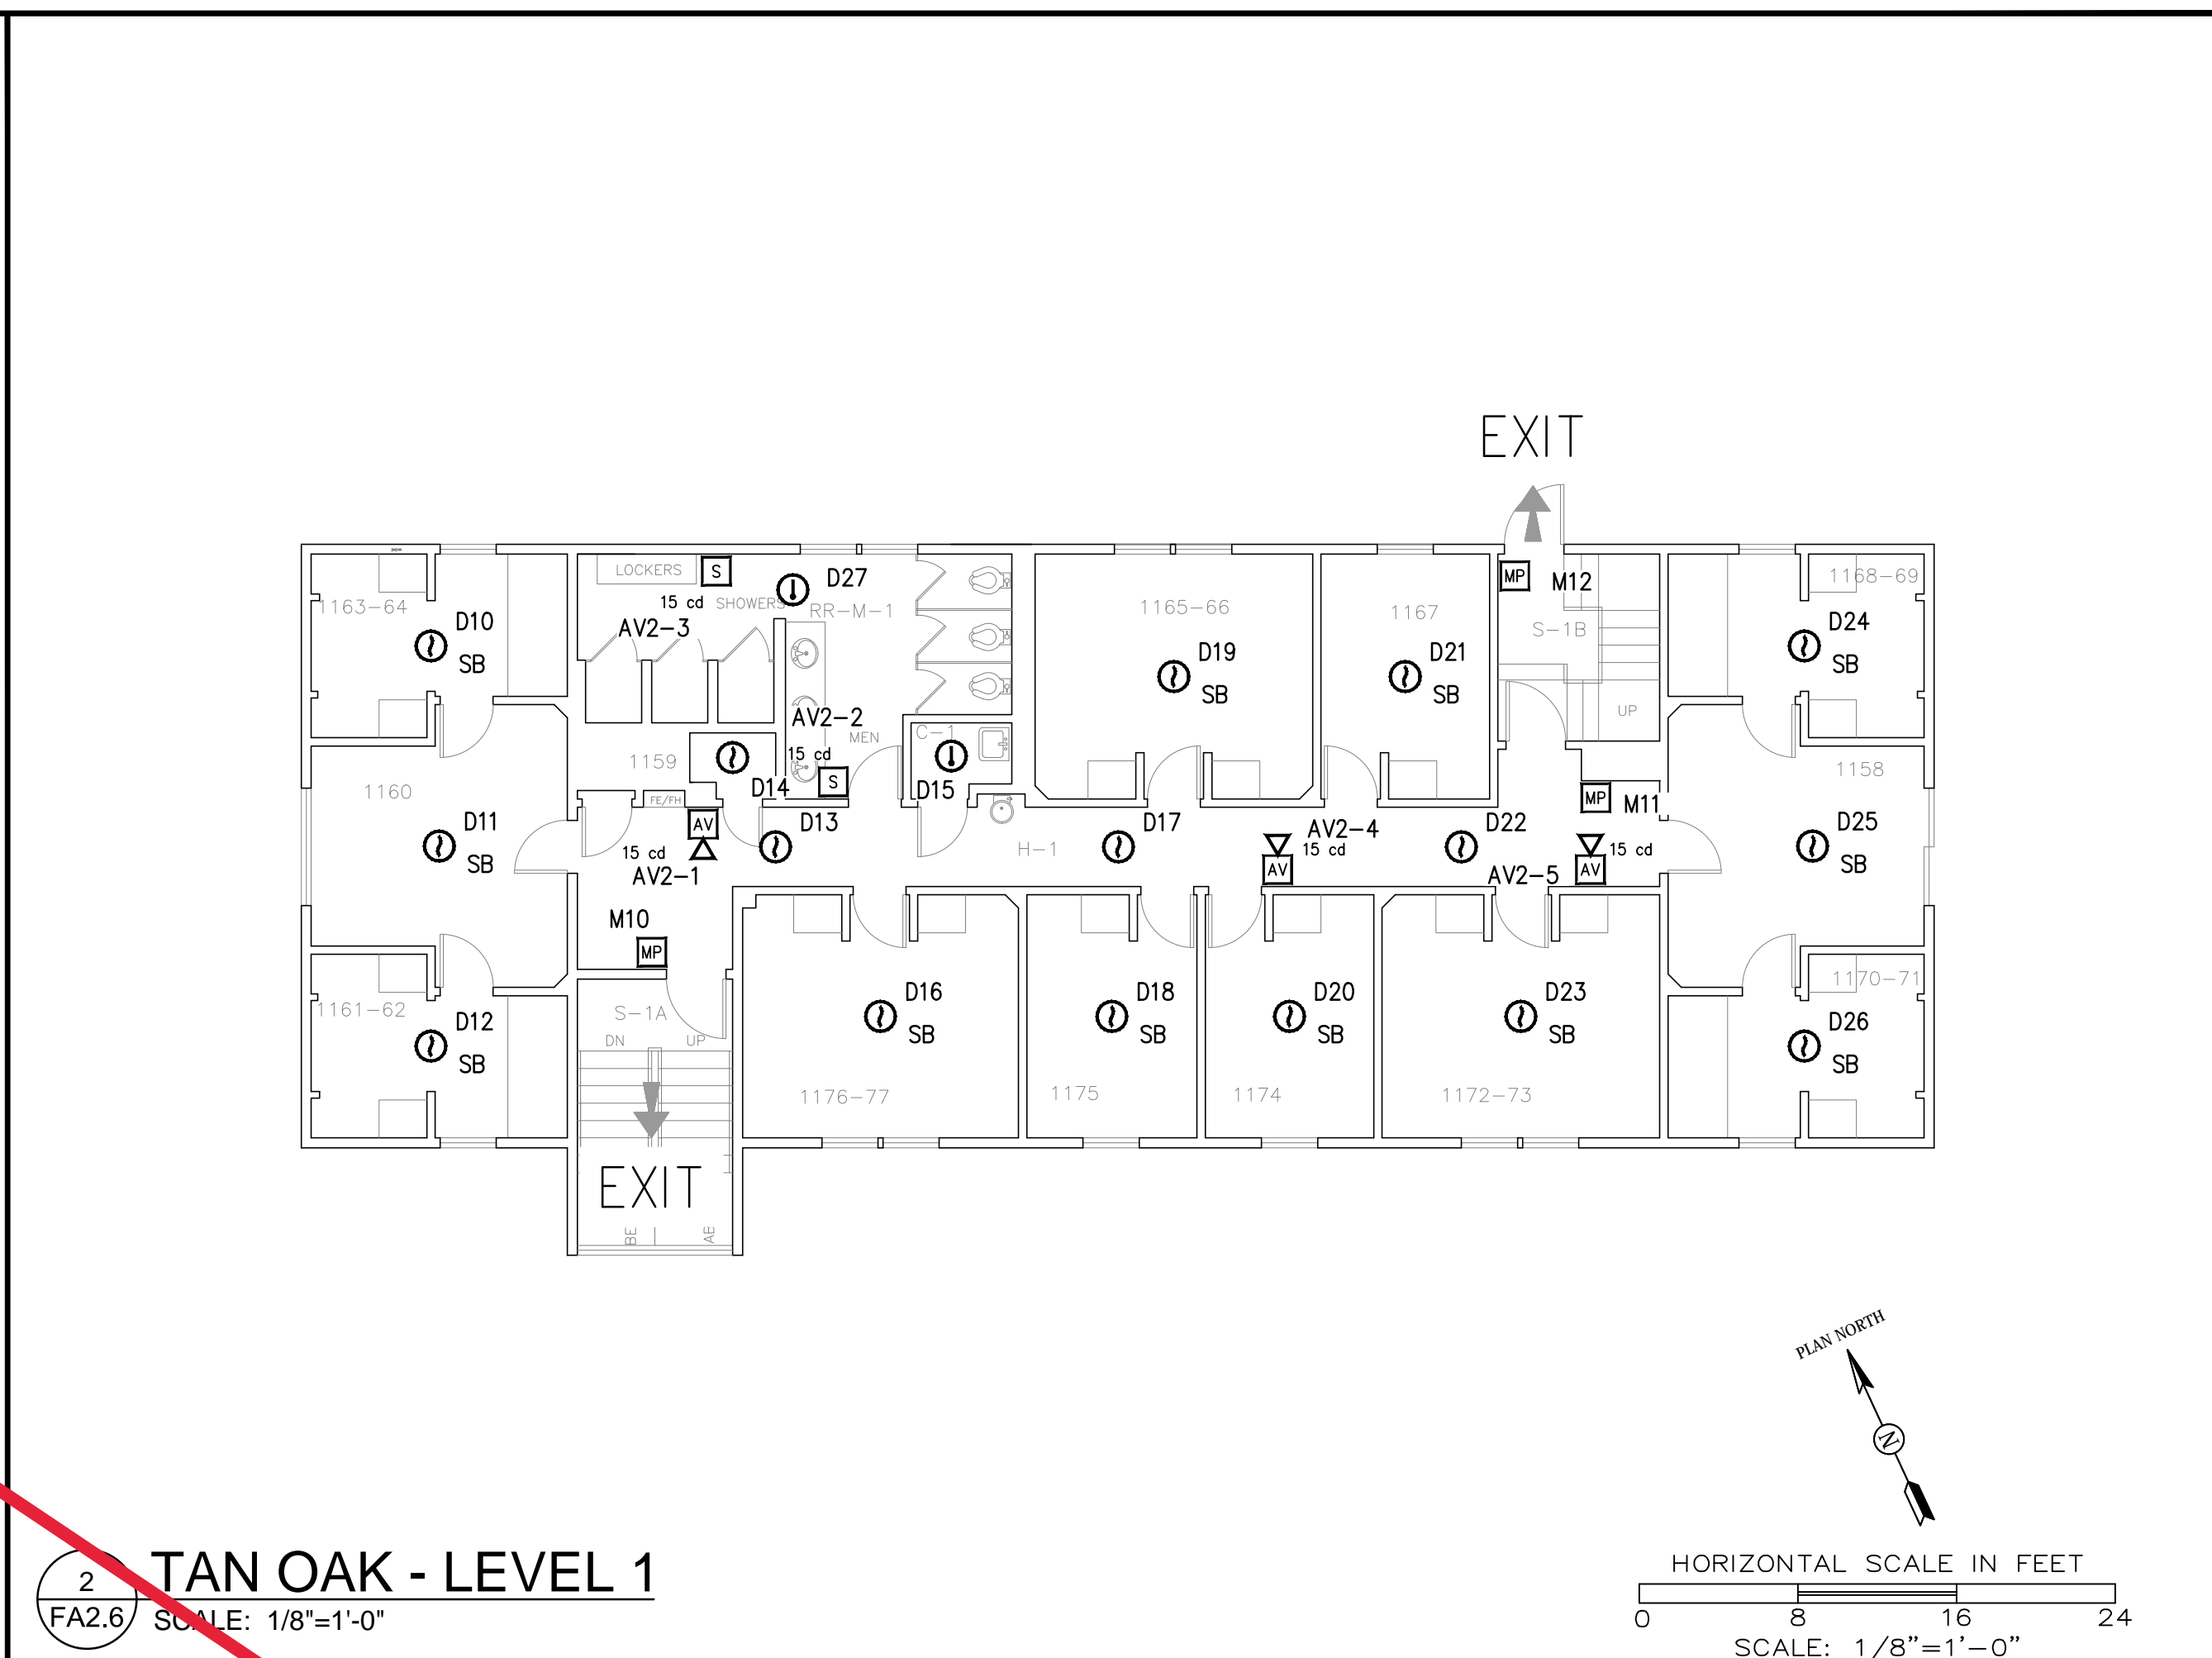 EXIT
LOCKERS
S
D27
15 cd
SHOWERS
RR-M-1
AV2-3
1163-64
D10
SB
1165-66
D19
SB
1167
D21
SB
MP
M12
S-1B
UP
1168-69
D24
SB
AV2-2
MEN
15 cd
S
C-1
D15
1159
D14
FE/FH
1160
D11
SB
AV
15 cd
AV2-1
D13
H-1
D17
AV2-4
15 cd
AV
D22
AV2-5
MP
M11
15 cd
AV
1158
D25
SB
M10
MP
S-1A
DN
UP
1161-62
D12
SB
D16
SB
1176-77
D18
SB
1175
D20
SB
1174
D23
SB
1172-73
1170-71
D26
SB
EXIT
BE
AB
PLAN NORTH
N
2
FA2.6
TAN OAK - LEVEL 1
SCALE: 1/8"=1'-0"
HORIZONTAL SCALE IN FEET
0 8 16 24
SCALE: 1/8"=1'-0"